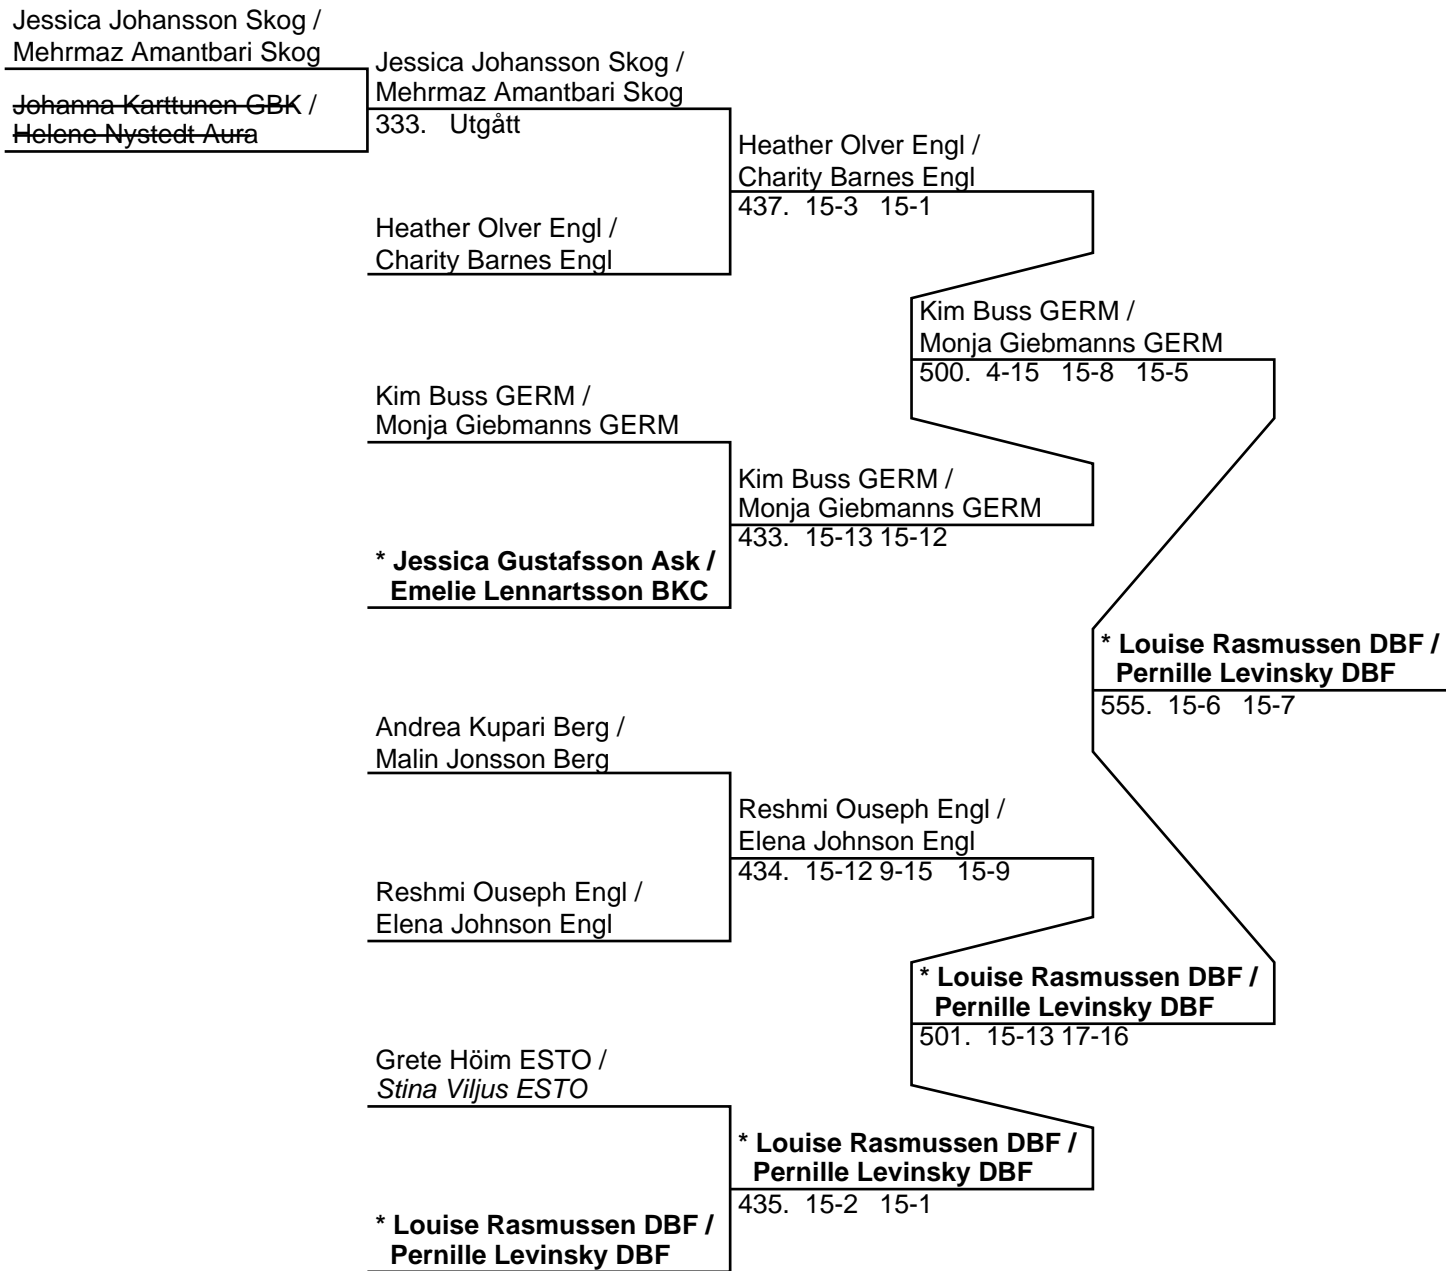 Jessica Johansson Skog /
Mehrmaz Amantbari Skog
Johanna Karttunen GBK /
Helene Nystedt Aura
Jessica Johansson Skog /
Mehrmaz Amantbari Skog
333. Utgått
Heather Olver Engl /
Charity Barnes Engl
Heather Olver Engl /
Charity Barnes Engl
437. 15-3 15-1
Kim Buss GERM /
Monja Giebmanns GERM
500. 4-15 15-8 15-5
Kim Buss GERM /
Monja Giebmanns GERM
Kim Buss GERM /
Monja Giebmanns GERM
433. 15-13 15-12
* Jessica Gustafsson Ask /
Emelie Lennartsson BKC
* Louise Rasmussen DBF /
Pernille Levinsky DBF
555. 15-6 15-7
Andrea Kupari Berg /
Malin Jonsson Berg
Reshmi Ouseph Engl /
Elena Johnson Engl
434. 15-12 9-15 15-9
Reshmi Ouseph Engl /
Elena Johnson Engl
* Louise Rasmussen DBF /
Pernille Levinsky DBF
501. 15-13 17-16
Grete Höim ESTO /
Stina Viljus ESTO
* Louise Rasmussen DBF /
Pernille Levinsky DBF
435. 15-2 15-1
* Louise Rasmussen DBF /
Pernille Levinsky DBF